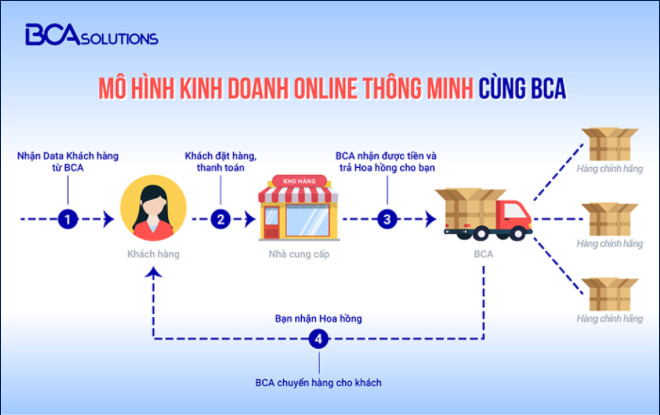 BCA SOLUTIONS
MÔ HÌNH KINH DOANH ONLINE THÔNG MINH CÙNG BCA
Nhận Data Khách hàng
từ BCA
Khách đặt hàng,
thanh toán
BCA nhận được tiền và
trả Hoa hồng cho bạn
1
2
3
KHO HÀNG
Khách hàng
Nhà cung cấp
BCA
Hàng chính hãng
Hàng chính hãng
Hàng chính hãng
Bạn nhận Hoa hồng
4
BCA chuyển hàng cho khách